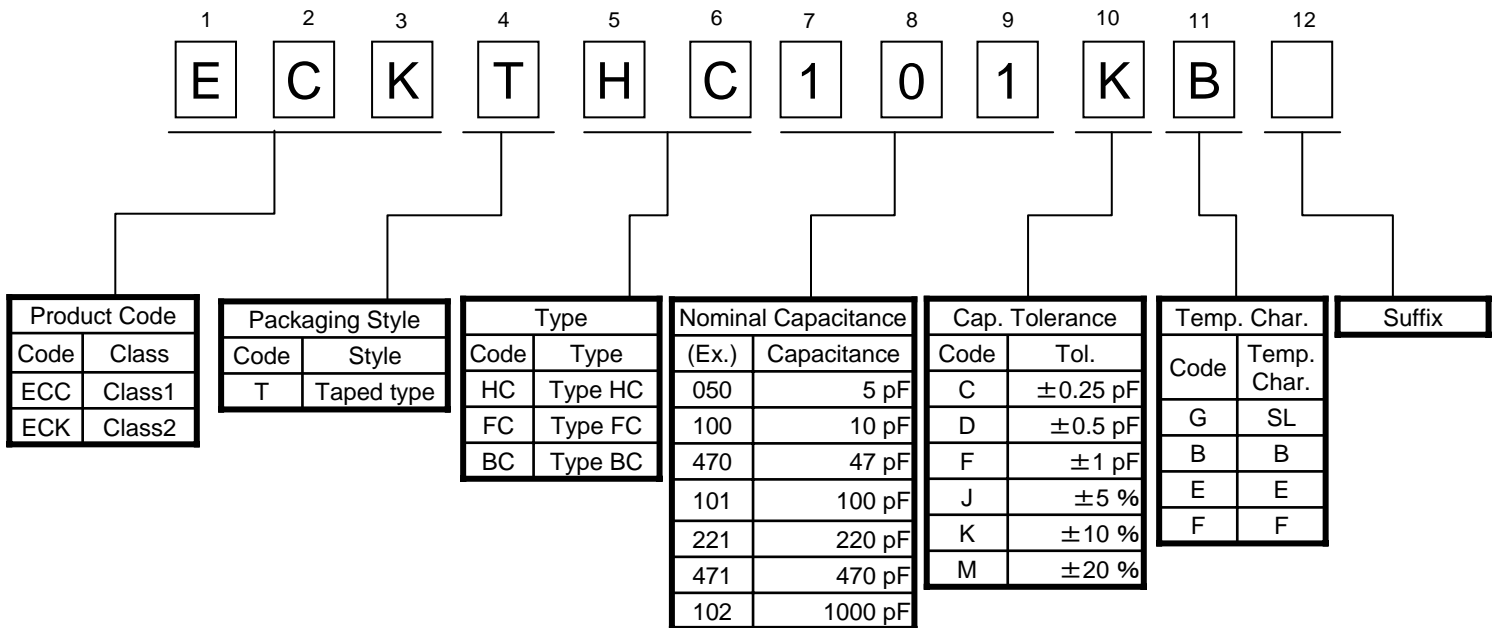 1 2 3 4 5 6 7 8 9 10 11 12
E C K T H C 1 0 1 K B
Product Code
Code Class
ECC Class1
ECK Class2
Packaging Style
Code Style
T Taped type
Type
Code Type
HC Type HC
FC Type FC
BC Type BC
Nominal Capacitance
(Ex.) Capacitance
050 5 pF
100 10 pF
470 47 pF
101 100 pF
221 220 pF
471 470 pF
102 1000 pF
Cap. Tolerance
Code Tol.
C ±0.25 pF
D ±0.5 pF
F ±1 pF
J ±5 %
K ±10 %
M ±20 %
Temp. Char.
Code Temp.
Char.
G SL
B B
E E
F F
Suffix